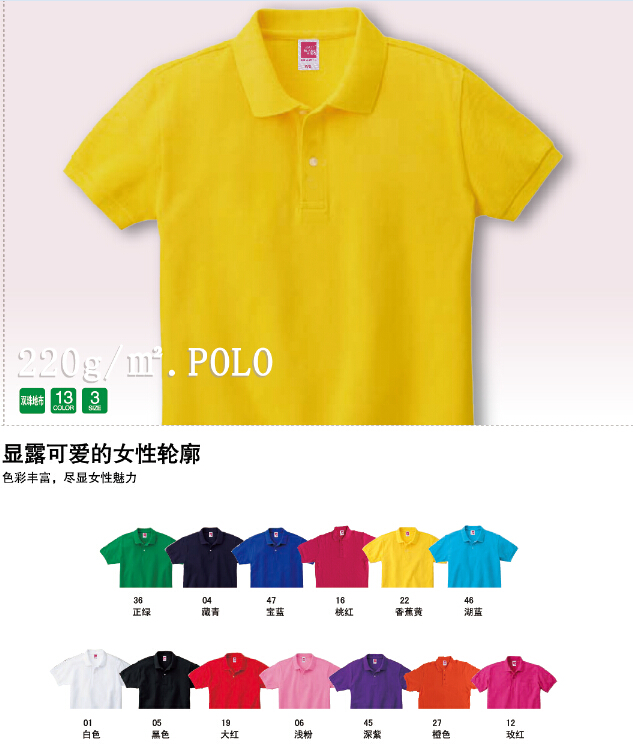 220g/㎡.POLO
双珠地布
13
COLOR
3
SIZE
显露可爱的女性轮廓
色彩丰富，尽显女性魅力
36 04 47 16 22 46
正绿 藏青 宝蓝 桃红 香蕉黄 湖蓝
01 05 19 06 45 27 12
白色 黑色 大红 浅粉 深紫 橙色 玫红